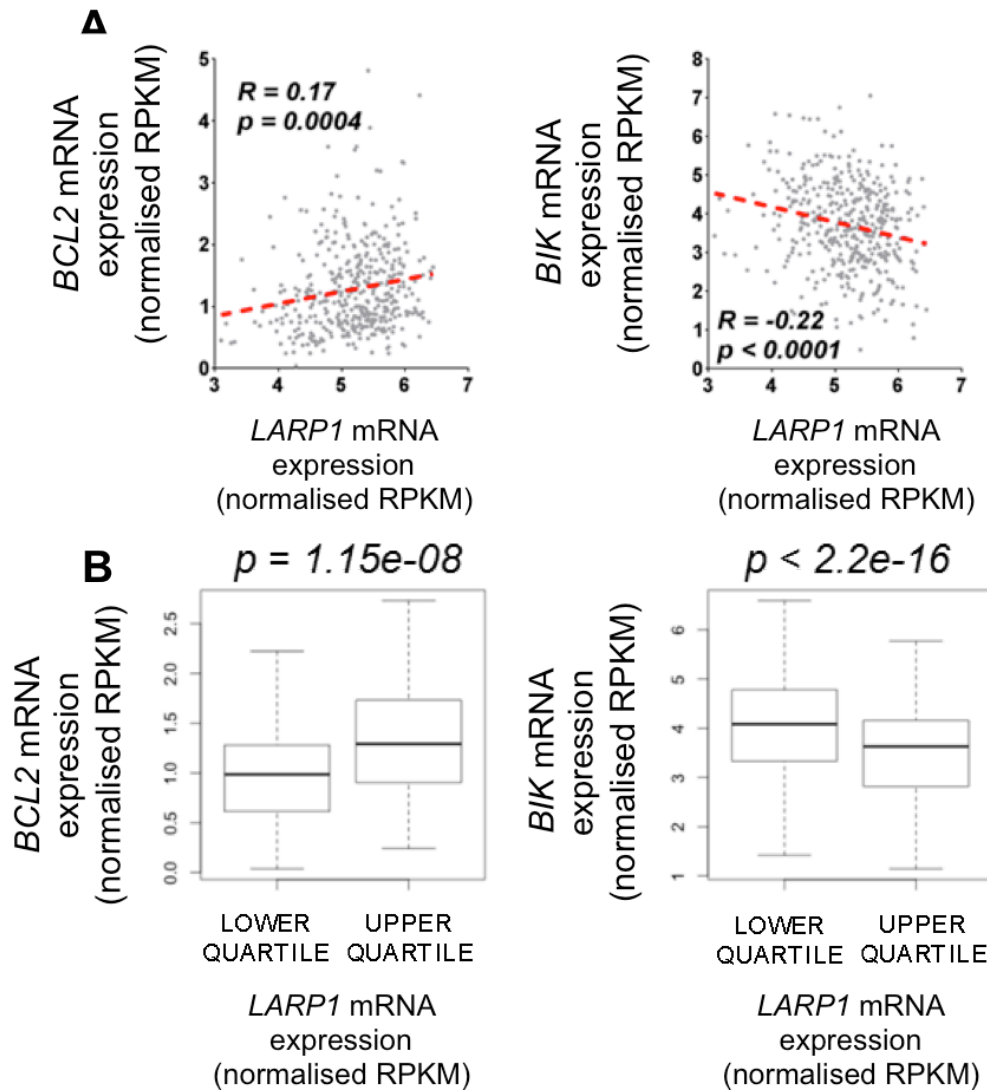 A
BCL2 mRNA
expression
(normalised RPKM)
5
4
3
2
1
0
R = 0.17
p = 0.0004
3
4
5
6
7
LARP1 mRNA
expression
(normalised RPKM)
BIK mRNA
expression
(normalised RPKM)
8
7
6
5
4
3
2
1
0
R = -0.22
p < 0.0001
3
4
5
6
7
LARP1 mRNA
expression
(normalised RPKM)
B
p = 1.15e-08
BCL2 mRNA
expression
(normalised RPKM)
2.5
2.0
1.5
1.0
0.5
0.0
LOWER UPPER
QUARTILE QUARTILE
LARP1 mRNA
expression
(normalised RPKM)
p < 2.2e-16
BIK mRNA
expression
(normalised RPKM)
6
5
4
3
2
1
LOWER UPPER
QUARTILE QUARTILE
LARP1 mRNA
expression
(normalised RPKM)